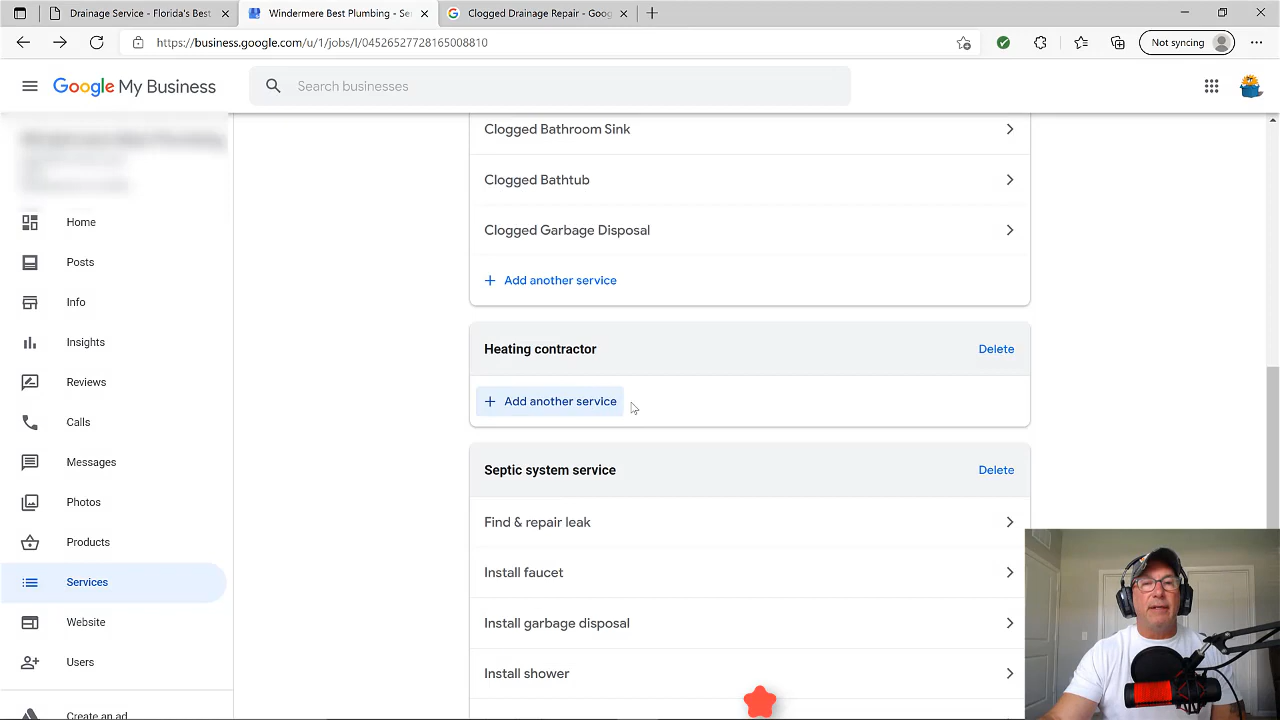 Drainage Service - Florida's Best
Windermere Best Plumbing - Se
Clogged Drainage Repair - Goog
https://business.google.com/u/1/jobs/l/04526527728165008810
Not syncing
Google My Business
Search businesses
Home
Posts
Info
Insights
Reviews
Calls
Messages
Photos
Products
Services
Website
Users
Create an ad
Clogged Bathroom Sink
Clogged Bathtub
Clogged Garbage Disposal
+ Add another service
Heating contractor
Delete
+ Add another service
Septic system service
Delete
Find & repair leak
Install faucet
Install garbage disposal
Install shower